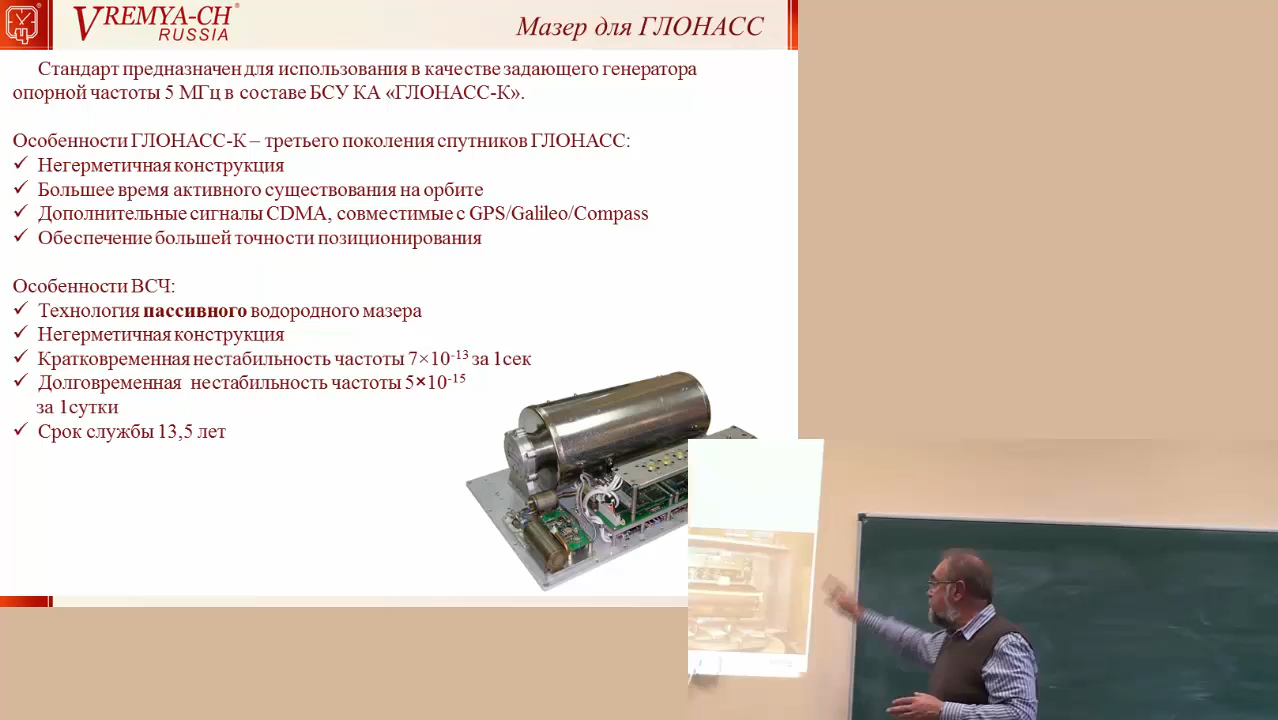 VREMYA-CH®
RUSSIA
Мазер для ГЛОНАСС
Стандарт предназначен для использования в качестве задающего генератора
опорной частоты 5 МГц в составе БСУ КА «ГЛОНАСС-К».
Особенности ГЛОНАСС-К – третьего поколения спутников ГЛОНАСС:
✓ Негерметичная конструкция
✓ Большее время активного существования на орбите
✓ Дополнительные сигналы CDMA, совместимые с GPS/Galileo/Compass
✓ Обеспечение большей точности позиционирования
Особенности ВСЧ:
✓ Технология пассивного водородного мазера
✓ Негерметичная конструкция
✓ Кратковременная нестабильность частоты 7×10⁻¹³ за 1сек
✓ Долговременная нестабильность частоты 5×10⁻¹⁵
за 1сутки
✓ Срок службы 13,5 лет